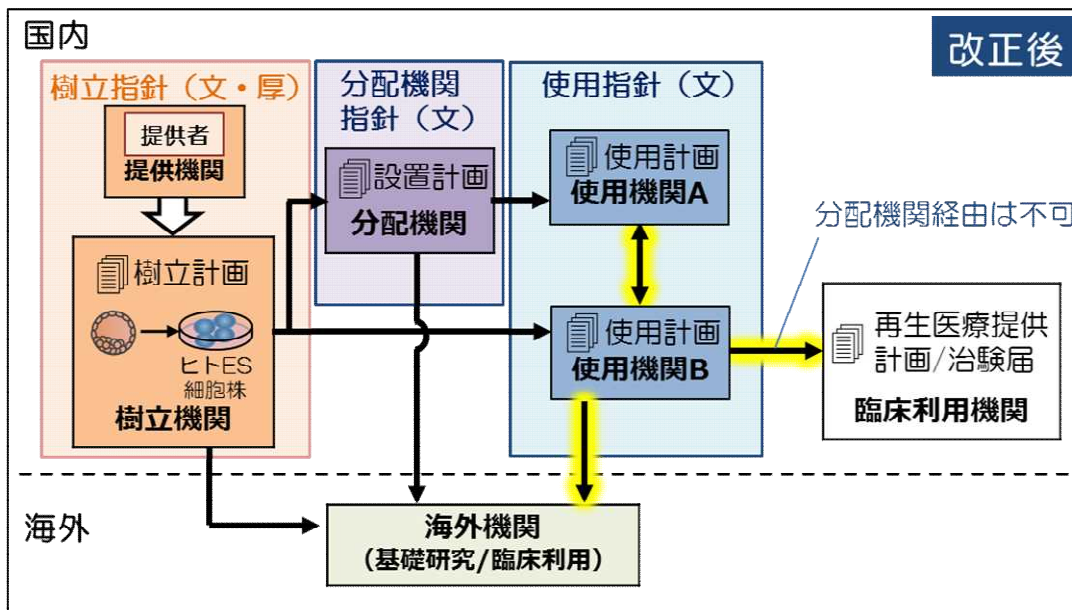 国内
改正後
樹立指針（文・厚）
提供者
提供機関
樹立計画
ヒトES
細胞株
樹立機関
分配機関
指針（文）
設置計画
分配機関
使用指針（文）
使用計画
使用機関A
使用計画
使用機関B
分配機関経由は不可
再生医療提供
計画/治験届
臨床利用機関
海外
海外機関
（基礎研究/臨床利用）